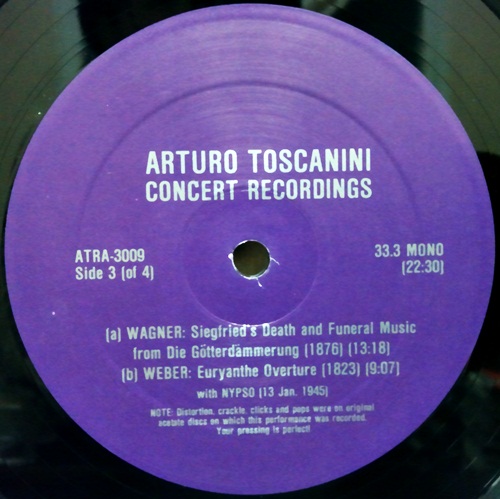 ARTURO TOSCANINI
CONCERT RECORDINGS
ATRA-3009
Side 3 (of 4)
33.3 MONO
[22:30]
(a) WAGNER: Siegfried's Death and Funeral Music
from Die Götterdämmerung (1876) (13:18)
(b) WEBER: Euryanthe Overture (1823) (9:07)
with NYPSO (13 Jan. 1945)
NOTE: Distortion, crackle, clicks and pops were on original
acetate discs on which this performance was recorded.
Your pressing is perfect!